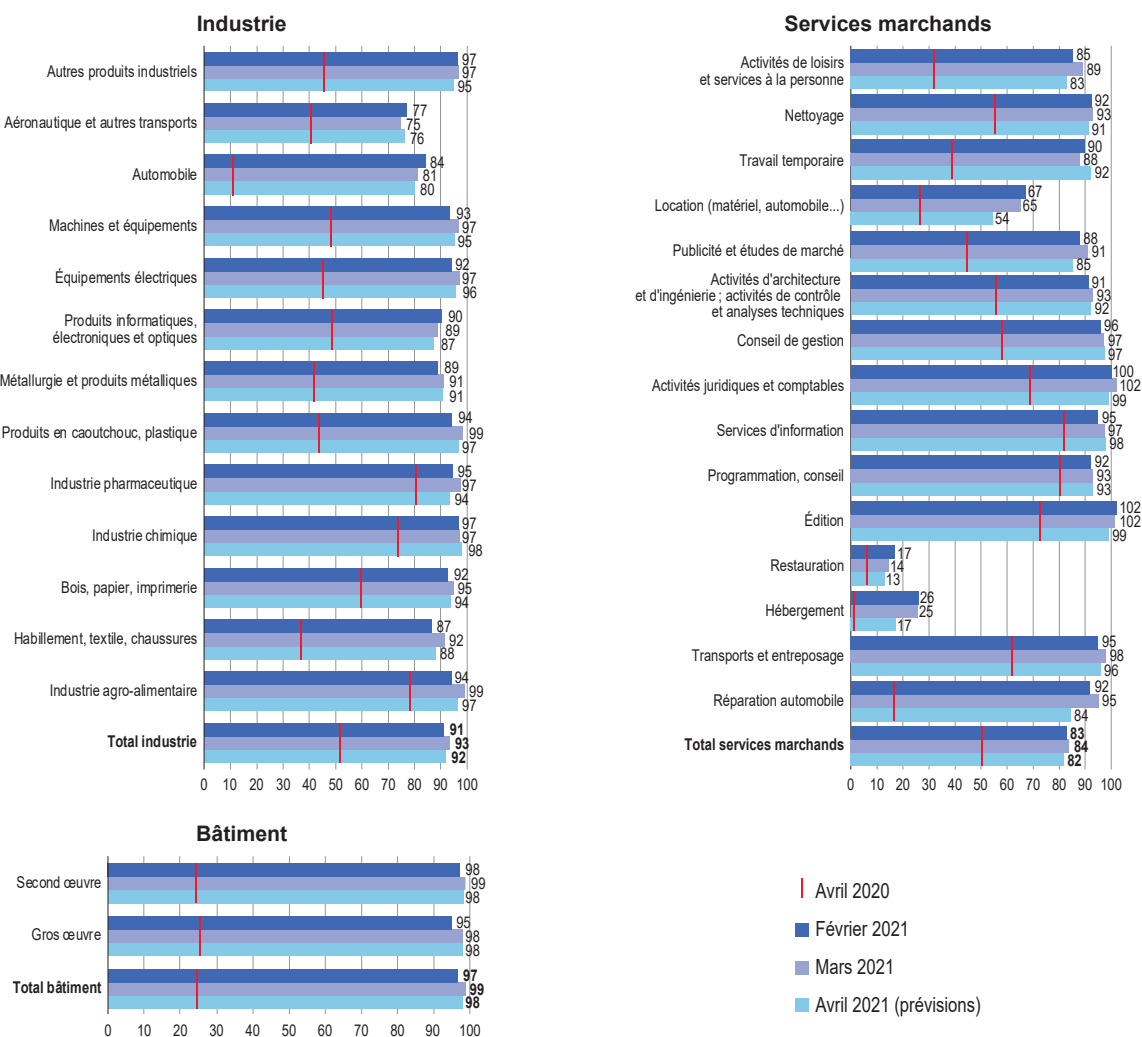 Industrie
Autres produits industriels
97
97
95
Aéronautique et autres transports
77
75
76
Automobile
84
81
80
Machines et équipements
93
97
95
Équipements électriques
92
97
96
Produits informatiques,
électroniques et optiques
90
89
87
Métallurgie et produits métalliques
89
91
91
Produits en caoutchouc, plastique
94
99
97
Industrie pharmaceutique
95
97
94
Industrie chimique
97
97
98
Bois, papier, imprimerie
92
95
94
Habillement, textile, chaussures
87
92
88
Industrie agro-alimentaire
94
99
97
Total industrie
91
93
92
0 10 20 30 40 50 60 70 80 90 100
Services marchands
Activités de loisirs
et services à la personne
85
89
83
Nettoyage
92
93
91
Travail temporaire
90
88
92
Location (matériel, automobile...)
67
65
54
Publicité et études de marché
88
91
85
Activités d'architecture
et d'ingénierie ; activités de contrôle
et analyses techniques
91
93
92
Conseil de gestion
96
97
97
Activités juridiques et comptables
100
102
99
Services d'information
95
97
98
Programmation, conseil
92
93
93
Édition
102
102
99
Restauration
17
14
13
Hébergement
26
25
17
Transports et entreposage
95
98
96
Réparation automobile
92
95
84
Total services marchands
83
84
82
0 10 20 30 40 50 60 70 80 90 100
Bâtiment
Second œuvre
98
99
98
Gros œuvre
95
98
98
Total bâtiment
97
99
98
0 10 20 30 40 50 60 70 80 90 100
Avril 2020
Février 2021
Mars 2021
Avril 2021 (prévisions)